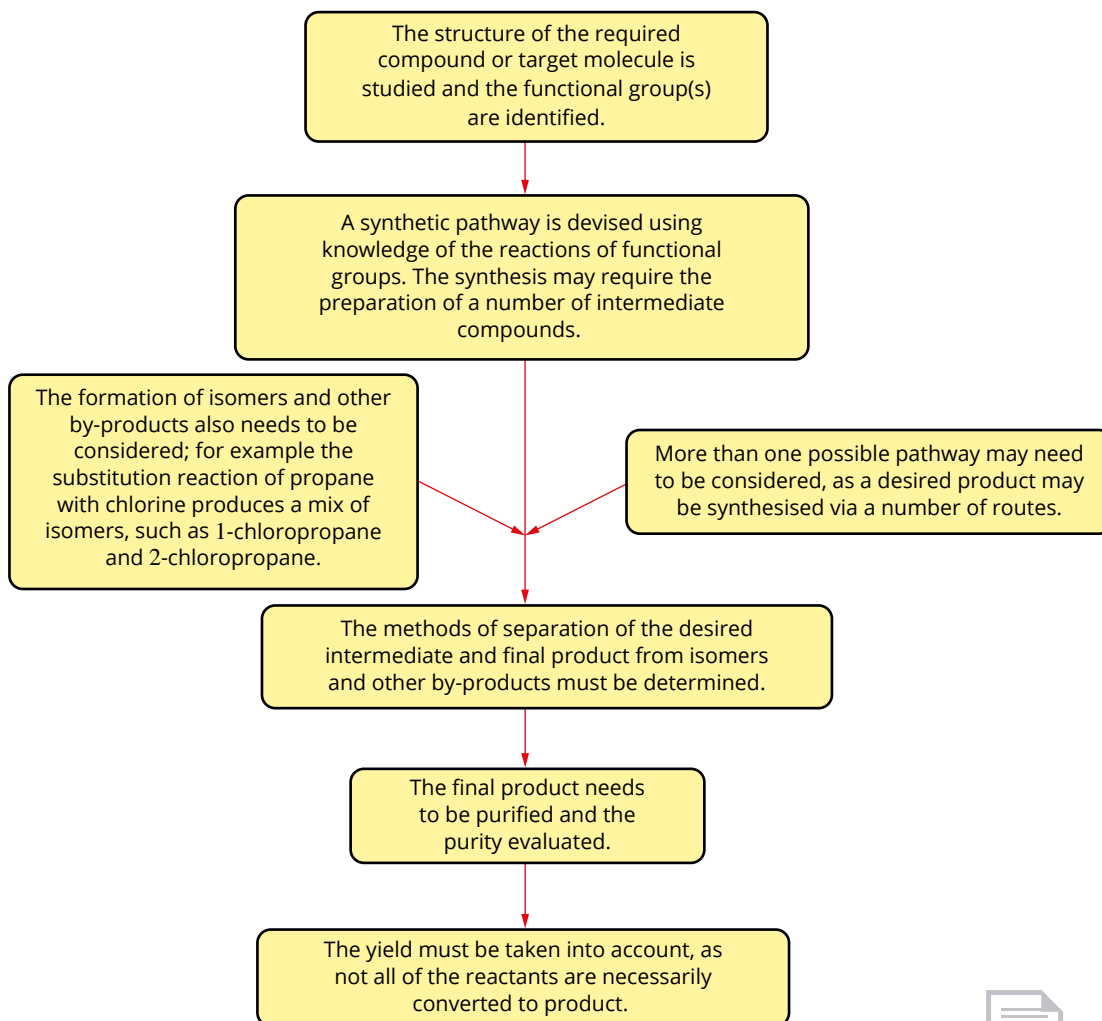 The structure of the required
compound or target molecule is
studied and the functional group(s)
are identified.
A synthetic pathway is devised using
knowledge of the reactions of functional
groups. The synthesis may require the
preparation of a number of intermediate
compounds.
The formation of isomers and other
by-products also needs to be
considered; for example the
substitution reaction of propane
with chlorine produces a mix of
isomers, such as 1-chloropropane
and 2-chloropropane.
More than one possible pathway may need
to be considered, as a desired product may
be synthesised via a number of routes.
The methods of separation of the desired
intermediate and final product from isomers
and other by-products must be determined.
The final product needs
to be purified and the
purity evaluated.
The yield must be taken into account, as
not all of the reactants are necessarily
converted to product.